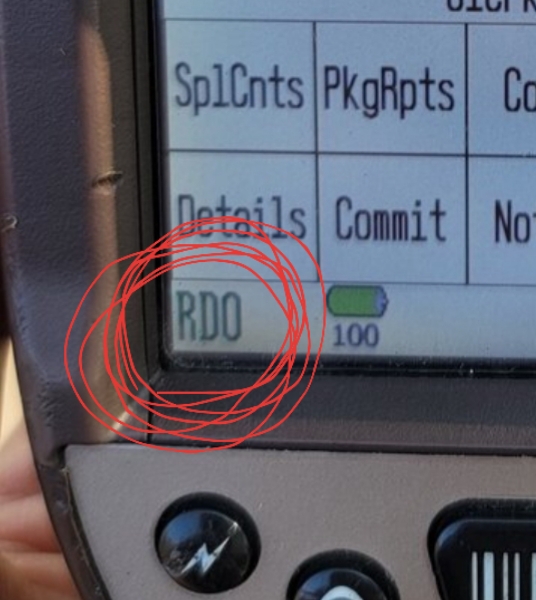 SplCnts PkgRpts
Details Commit
RDO
100